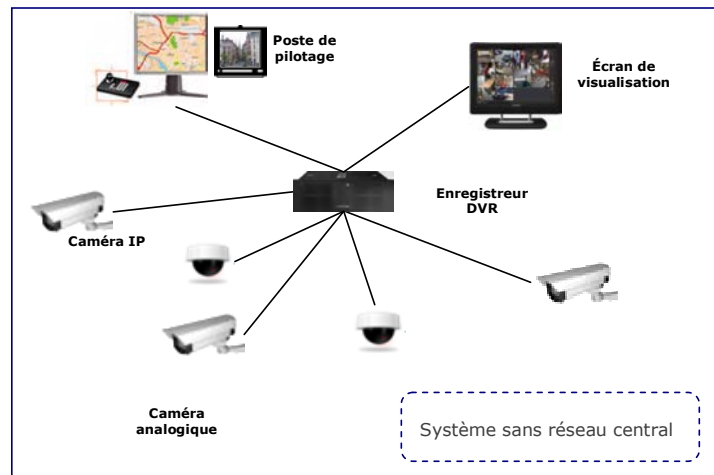 Poste de
pilotage
Écran de
visualisation
Enregistreur
DVR
Caméra IP
Caméra
analogique
Système sans réseau central